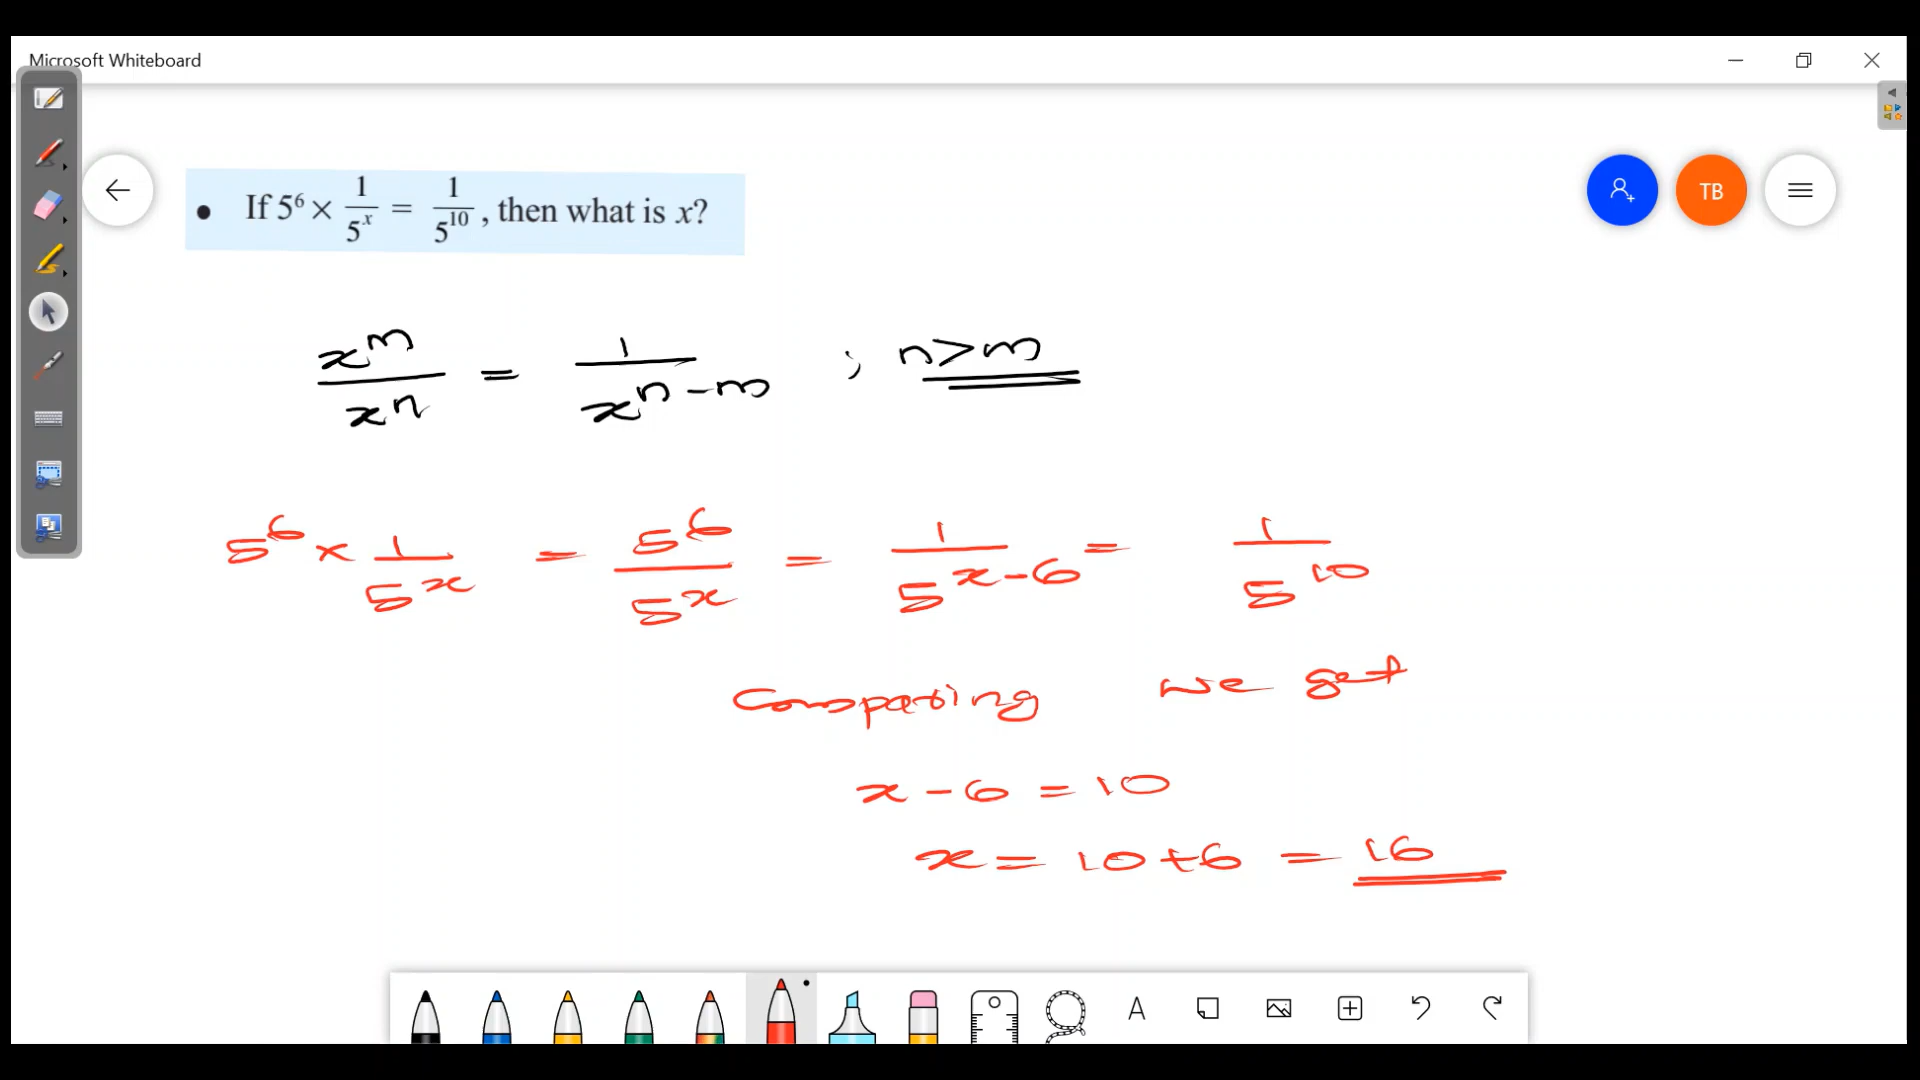 Microsoft Whiteboard
TB
• If 5⁶ × 1/5ˣ = 1/5¹⁰, then what is x?
xᵐ/xⁿ = 1/xⁿ⁻ᵐ ; n>m
5⁶ × 1/5ˣ = 5⁶/5ˣ = 1/5ˣ⁻⁶ = 1/5¹⁰
Comparing we get
x - 6 = 10
x = 10 + 6 = 16
A